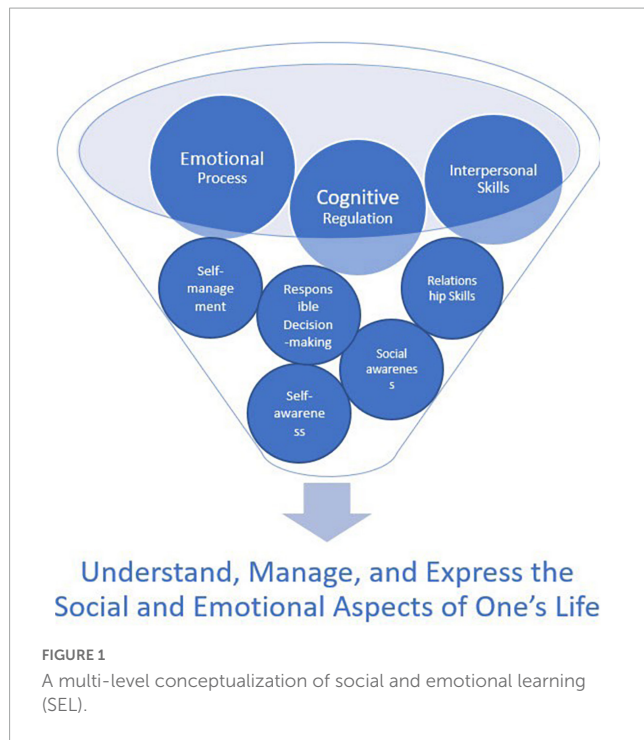 Emotional
Process
Cognitive
Regulation
Interpersonal
Skills
Self-
manage
ment
Respons
ible
Decision
-making
Relations
hip Skills
Social
awarenes
s
Self-
awarene
ss
Understand, Manage, and Express the
Social and Emotional Aspects of One's Life
FIGURE 1
A multi-level conceptualization of social and emotional learning
(SEL).